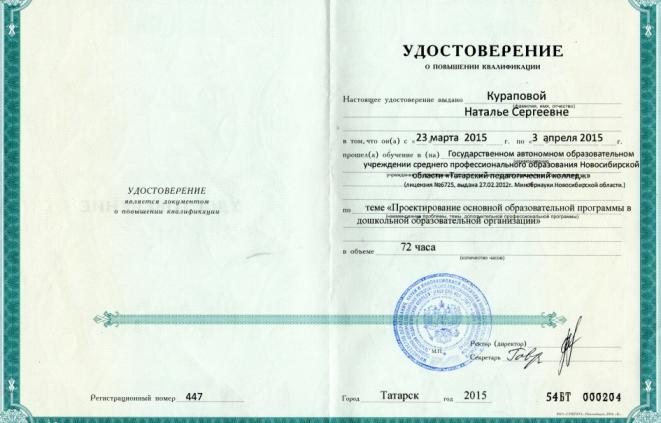 УДОСТОВЕРЕНИЕ
является документом
о повышении квалификации
Регистрационный номер 447
УДОСТОВЕРЕНИЕ
О ПОВЫШЕНИИ КВАЛИФИКАЦИИ
Настоящее удостоверение выдано Кураповой
(фамилия, имя, отчество)
Наталье Сергеевне
в том, что он(а) с «23 марта 2015 г. по «3 апреля 2015 г.
прошел(а) обучение в (на) Государственном автономном образовательном
учреждении среднего профессионального образования Новосибирской
области «Татарский педагогический колледж»
(лицензия №6725, выдана 27.02.2012г. Минобрнауки Новосибирской области.)
по теме «Проектирование основной образовательной программы в
(наименование проблемы, темы, дополнительной профессиональной программы)
дошкольной образовательной организации»
в объеме 72 часа
(количество часов)
М.П.
Ректор (директор)
Секретарь
Город Татарск год 2015
54БТ 000204